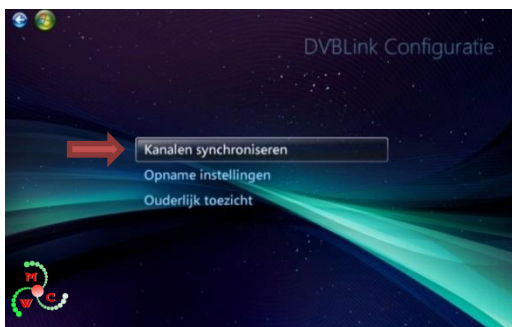 DVBLink Configuratie
Kanalen synchroniseren
Opname instellingen
Ouderlijk toezicht
M
W C